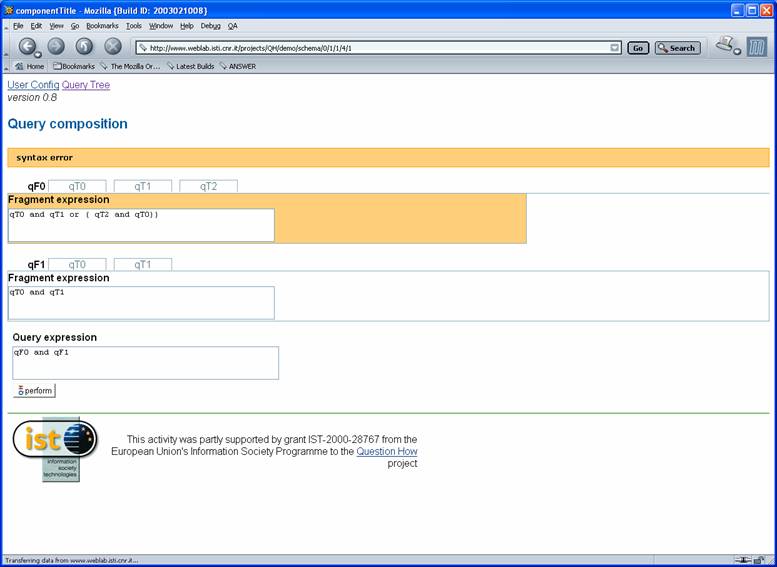 componentTitle - Mozilla {Build ID: 2003021008}
File Edit View Go Bookmarks Tools Window Help Debug QA
http://www.weblab.isti.cnr.it/projects/QH/demo/schema/0/1/1/4/1 Go Search
Home Bookmarks The Mozilla Or... Latest Builds ANSWER
User Config Query Tree
version 0.8
Query composition
syntax error
qF0 qT0 qT1 qT2
Fragment expression
qT0 and qT1 or ( qT2 and qT0))
qF1 qT0 qT1
Fragment expression
qT0 and qT1
Query expression
qF0 and qF1
perform
ist
information
society
technologies
This activity was partly supported by grant IST-2000-28767 from the
European Union's Information Society Programme to the Question How
project
Transferring data from www.weblab.isti.cnr.it...